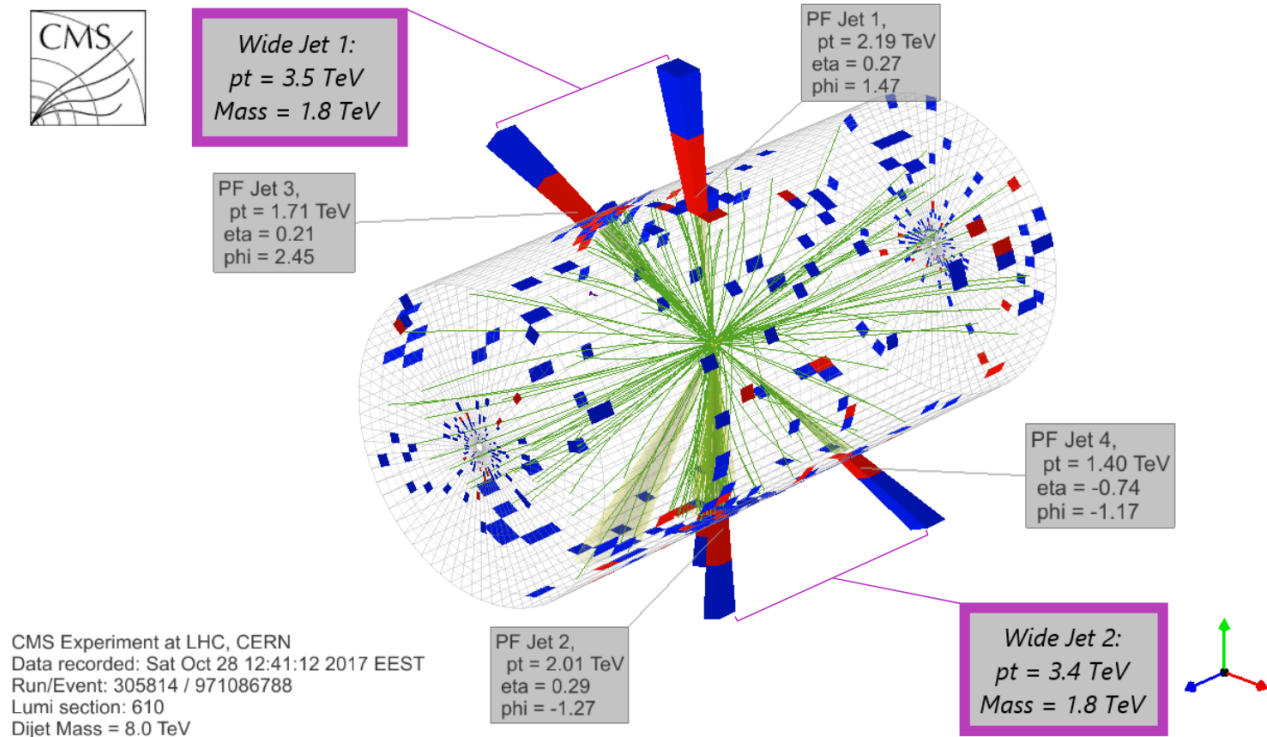 CMS
Wide Jet 1:
pt = 3.5 TeV
Mass = 1.8 TeV
PF Jet 1,
pt = 2.19 TeV
eta = 0.27
phi = 1.47
PF Jet 3,
pt = 1.71 TeV
eta = 0.21
phi = 2.45
PF Jet 4,
pt = 1.40 TeV
eta = -0.74
phi = -1.17
PF Jet 2,
pt = 2.01 TeV
eta = 0.29
phi = -1.27
Wide Jet 2:
pt = 3.4 TeV
Mass = 1.8 TeV
CMS Experiment at LHC, CERN
Data recorded: Sat Oct 28 12:41:12 2017 EEST
Run/Event: 305814 / 971086788
Lumi section: 610
Dijet Mass = 8.0 TeV